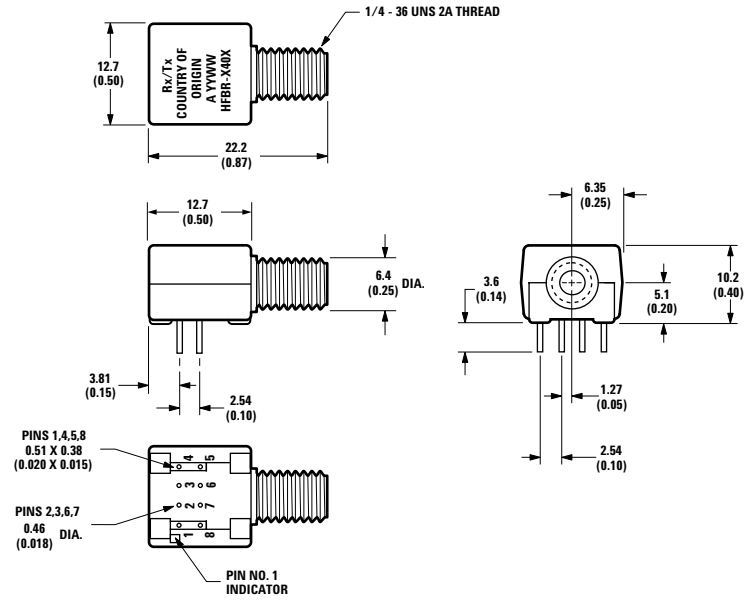 1/4 - 36 UNS 2A THREAD
12.7
(0.50)
Rx/Tx
COUNTRY OF
ORIGIN
A YYWW
HFBR-X40X
22.2
(0.87)
12.7
(0.50)
6.4
(0.25) DIA.
3.81
(0.15)
2.54
(0.10)
6.35
(0.25)
3.6
(0.14)
10.2
(0.40)
5.1
(0.20)
1.27
(0.05)
2.54
(0.10)
PINS 1,4,5,8
0.51 X 0.38
(0.020 X 0.015)
PINS 2,3,6,7
0.46
(0.018) DIA.
4 5
3 6
2 7
1 8
PIN NO. 1
INDICATOR